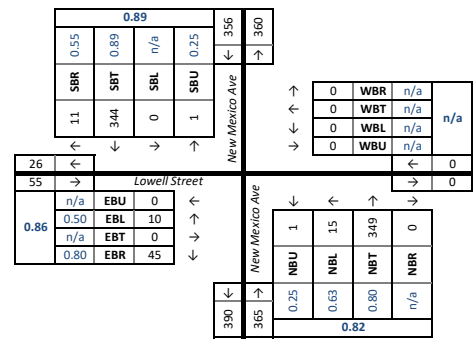 0.89
0.55 0.89 n/a 0.25
SBR SBT SBL SBU
11 344 0 1
← ↓ → ↑
356 360
↓ ↑
New Mexico Ave
↑ 0 WBR n/a
← 0 WBT n/a
↓ 0 WBL n/a
→ 0 WBU n/a
n/a
← 0
→ 0
26 ←
55 → Lowell Street
0.86
n/a EBU 0 ←
0.50 EBL 10 ↑
n/a EBT 0 →
0.80 EBR 45 ↓
New Mexico Ave
↓ ← ↑ →
1 15 349 0
NBU NBL NBT NBR
0.25 0.63 0.80 n/a
0.82
↓ ↑
390 365